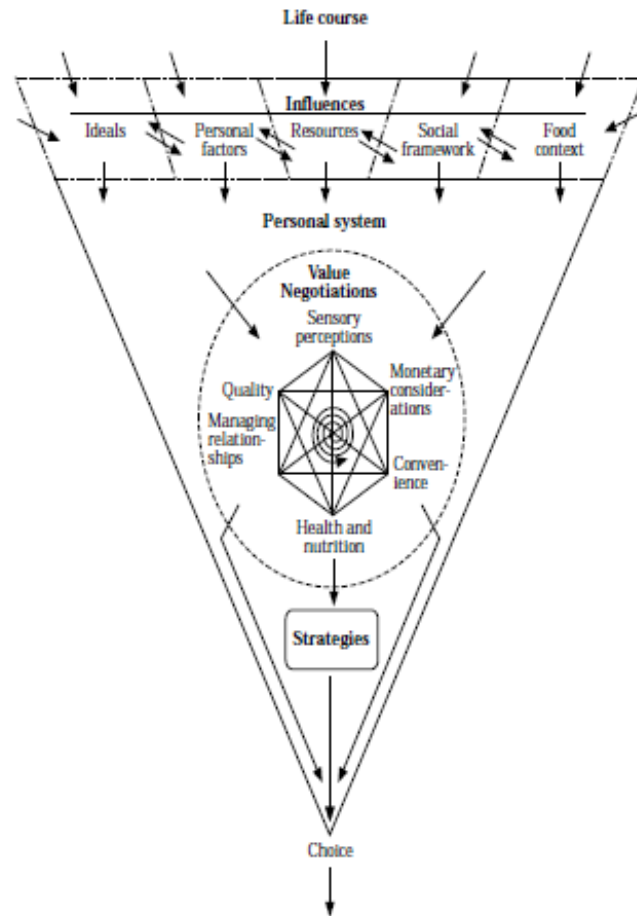 Life course
Influences
Ideals
Personal
factors
Resources
Social
framework
Food
context
Personal system
Value
Negotiations
Sensory
perceptions
Quality
Monetary
consider-
ations
Managing
relation-
ships
Conven-
ience
Health and
nutrition
Strategies
Choice